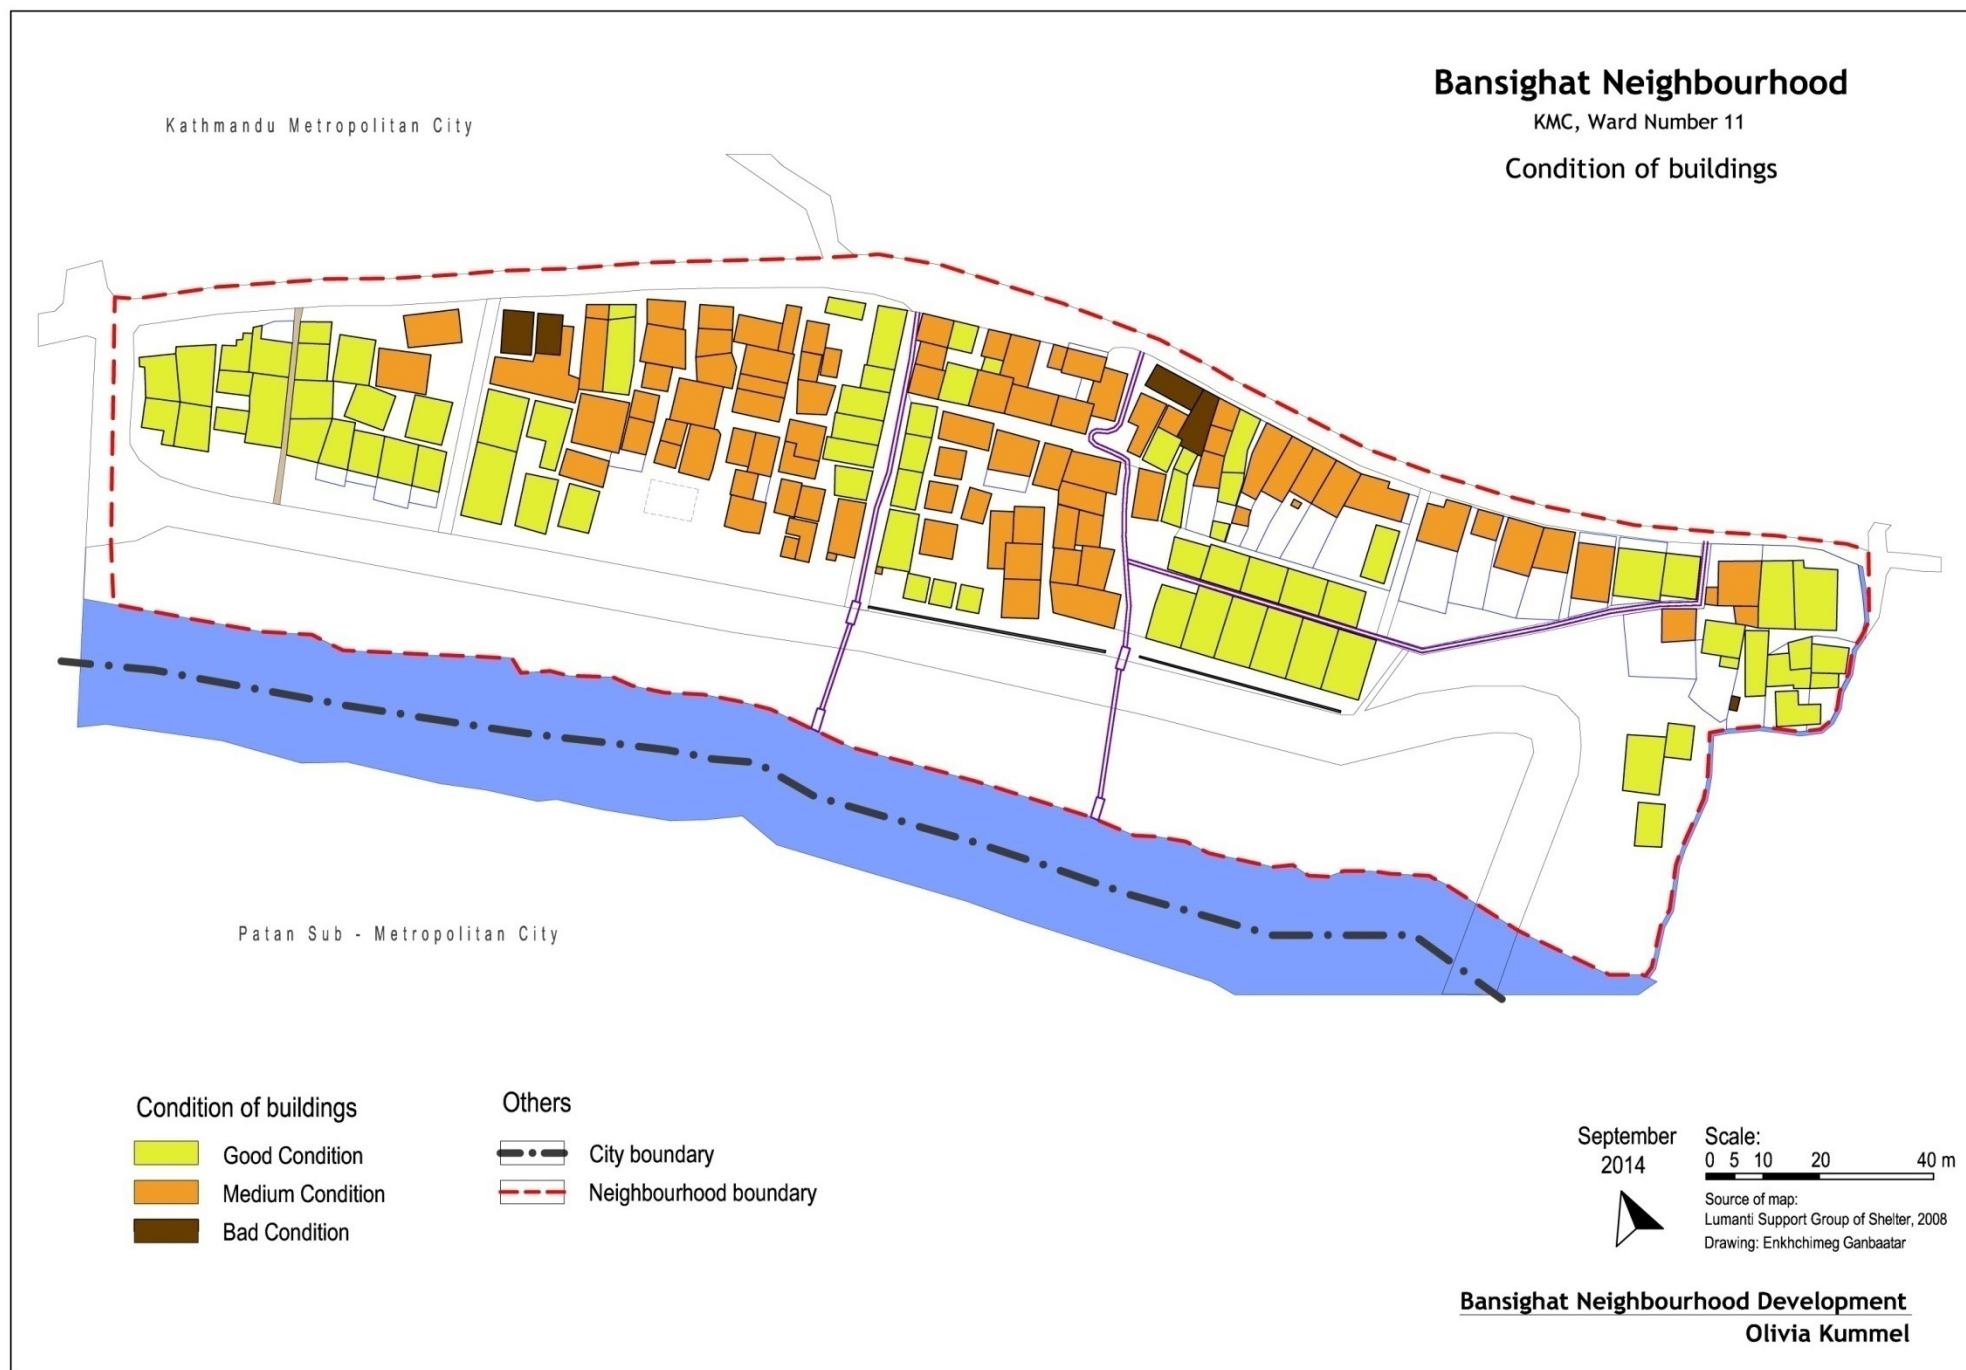 Bansighat Neighbourhood
KMC, Ward Number 11
Condition of buildings
Kathmandu Metropolitan City
Patan Sub - Metropolitan City
Condition of buildings
Good Condition
Medium Condition
Bad Condition
Others
City boundary
Neighbourhood boundary
September
2014
Scale:
0 5 10 20 40 m
Source of map:
Lumanti Support Group of Shelter, 2008
Drawing: Enkhchimeg Ganbaatar
Bansighat Neighbourhood Development
Olivia Kummel